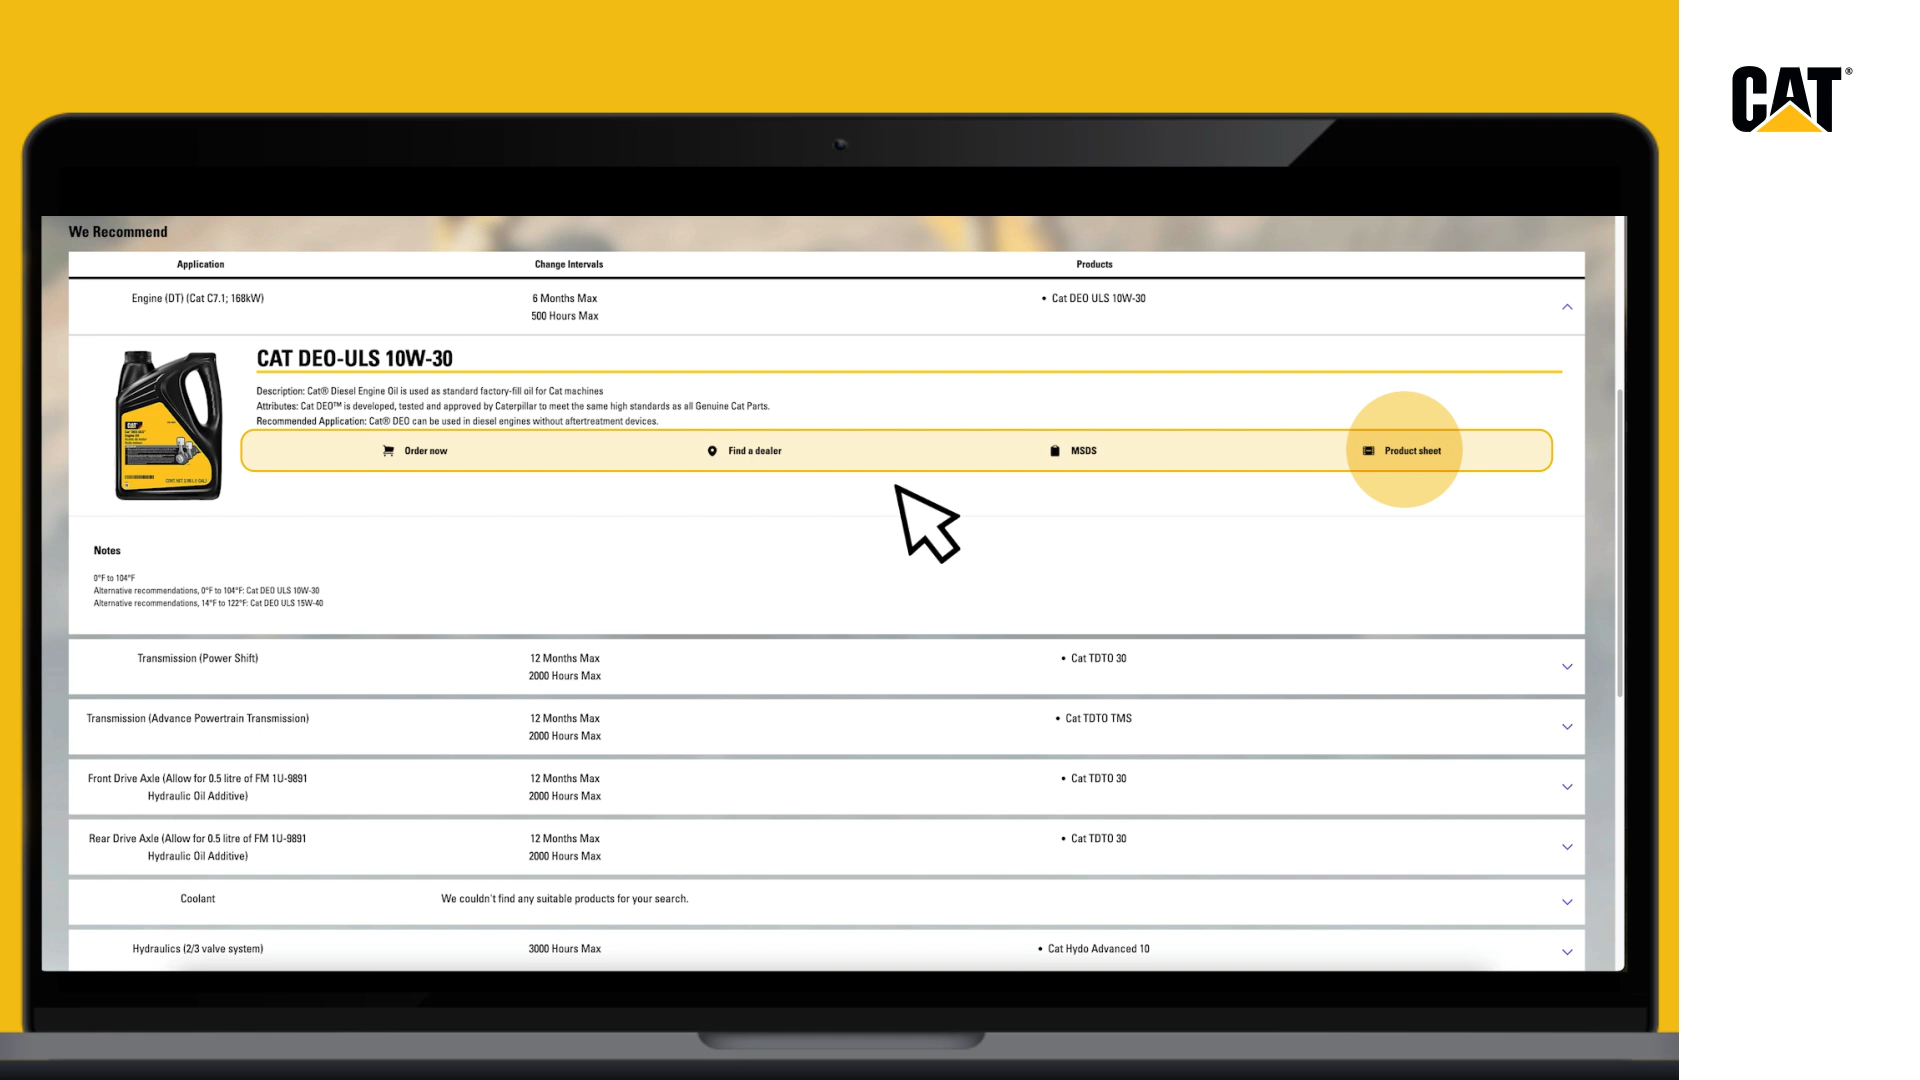 CAT®
We Recommend
Application Change Intervals Products
Engine (DT) (Cat C7.1; 168kW) 6 Months Max • Cat DEO ULS 10W-30
500 Hours Max
CAT DEO-ULS 10W-30
Description: Cat® Diesel Engine Oil is used as standard factory-fill oil for Cat machines
Attributes: Cat DEO™ is developed, tested and approved by Caterpillar to meet the same high standards as all Genuine Cat Parts.
Recommended Application: Cat® DEO can be used in diesel engines without aftertreatment devices.
CAT
Order now Find a dealer MSDS Product sheet
Notes
0°F to 104°F
Alternative recommendations, 0°F to 104°F: Cat DEO ULS 10W-30
Alternative recommendations, 14°F to 122°F: Cat DEO ULS 15W-40
Transmission (Power Shift) 12 Months Max • Cat TDTO 30
2000 Hours Max
Transmission (Advance Powertrain Transmission) 12 Months Max • Cat TDTO TMS
2000 Hours Max
Front Drive Axle (Allow for 0.5 litre of FM 1U-9891 12 Months Max • Cat TDTO 30
Hydraulic Oil Additive) 2000 Hours Max
Rear Drive Axle (Allow for 0.5 litre of FM 1U-9891 12 Months Max • Cat TDTO 30
Hydraulic Oil Additive) 2000 Hours Max
Coolant We couldn't find any suitable products for your search.
Hydraulics (2/3 valve system) 3000 Hours Max • Cat Hydo Advanced 10